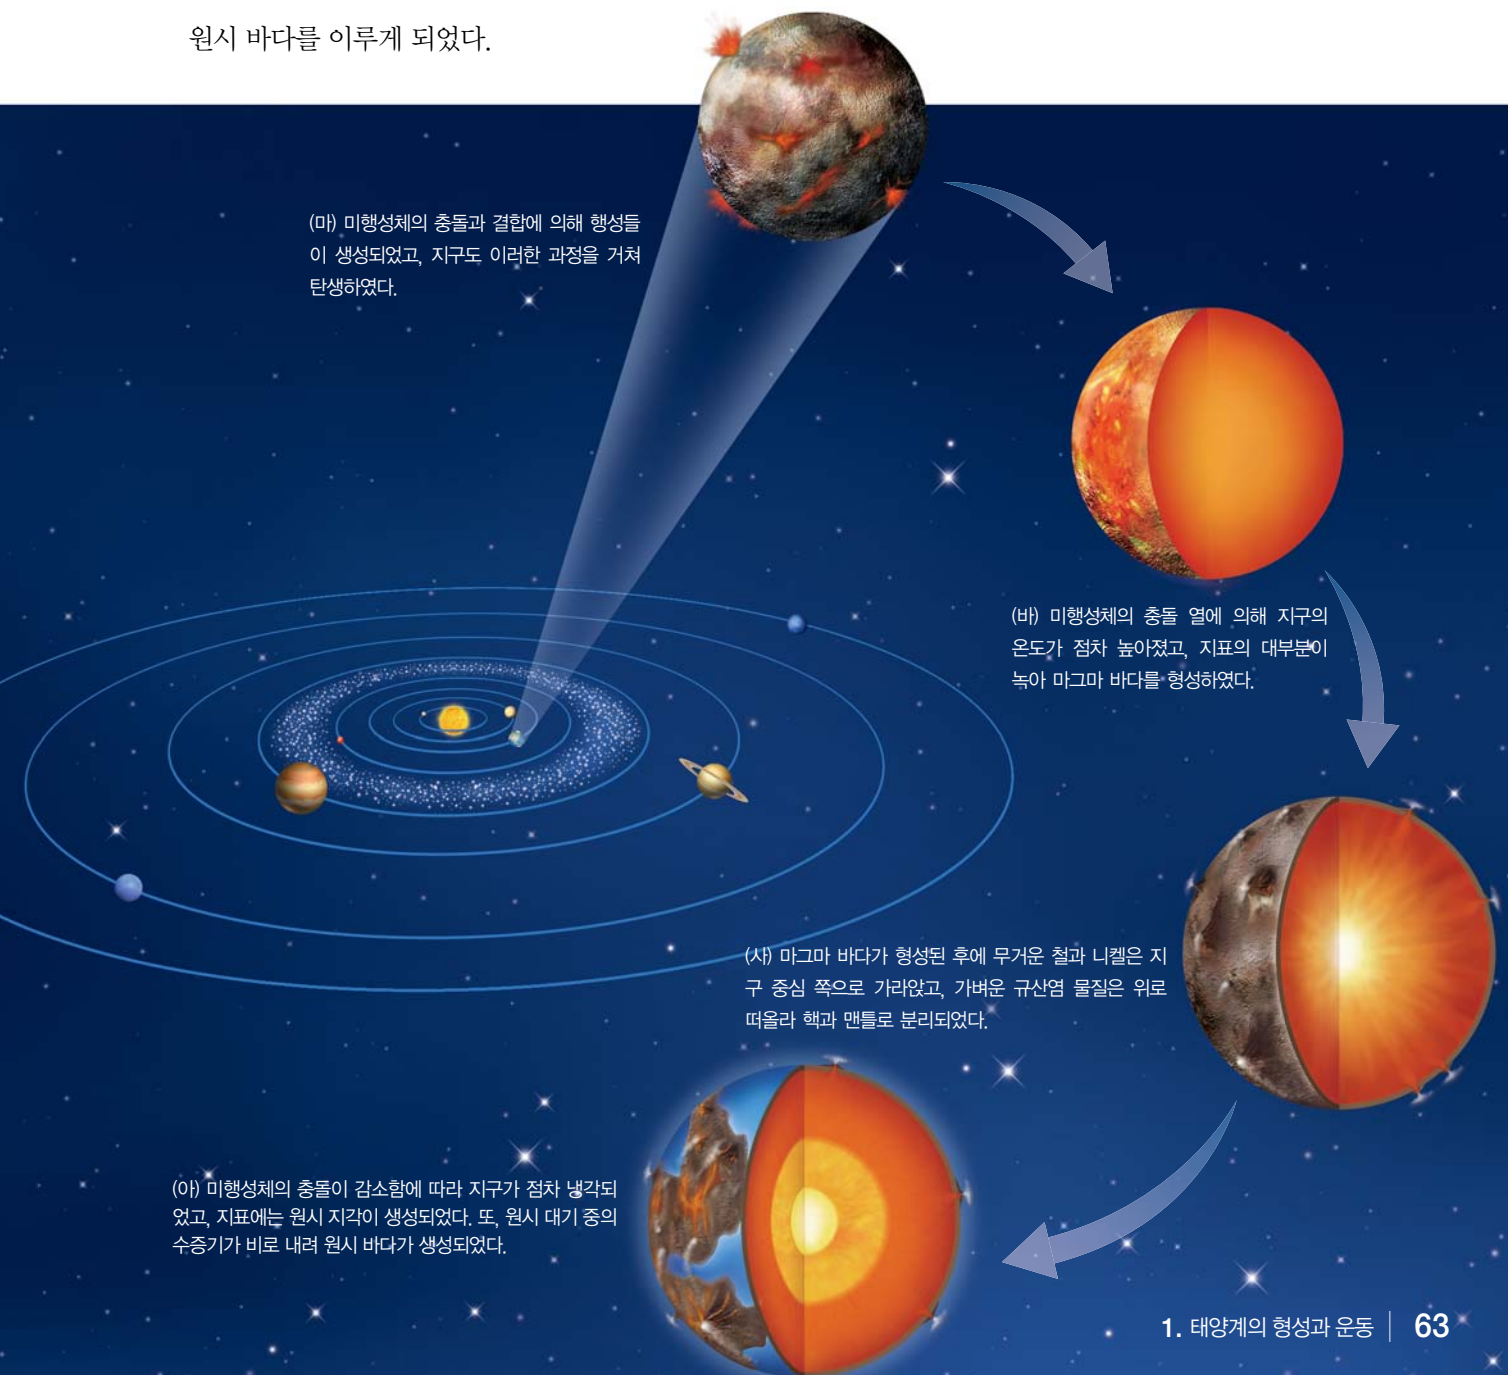 원시 바다를 이루게 되었다.
(마) 미행성체의 충돌과 결합에 의해 행성들
이 생성되었고, 지구도 이러한 과정을 거쳐
탄생하였다.
(바) 미행성체의 충돌 열에 의해 지구의
온도가 점차 높아졌고, 지표의 대부분이
녹아 마그마 바다를 형성하였다.
(사) 마그마 바다가 형성된 후에 무거운 철과 니켈은 지
구 중심 쪽으로 가라앉고, 가벼운 규산염 물질은 위로
떠올라 핵과 맨틀로 분리되었다.
(아) 미행성체의 충돌이 감소함에 따라 지구가 점차 냉각되
었고, 지표에는 원시 지각이 생성되었다. 또, 원시 대기 중의
수증기가 비로 내려 원시 바다가 생성되었다.
1. 태양계의 형성과 운동 | 63